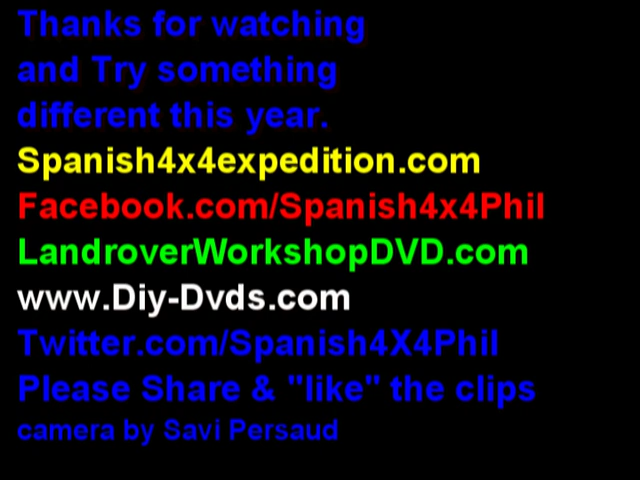 Thanks for watching
and Try something
different this year.
Spanish4x4expedition.com
Facebook.com/Spanish4x4Phil
LandroverWorkshopDVD.com
www.Diy-Dvds.com
Twitter.com/Spanish4X4Phil
Please Share & "like" the clips
camera by Savi Persaud